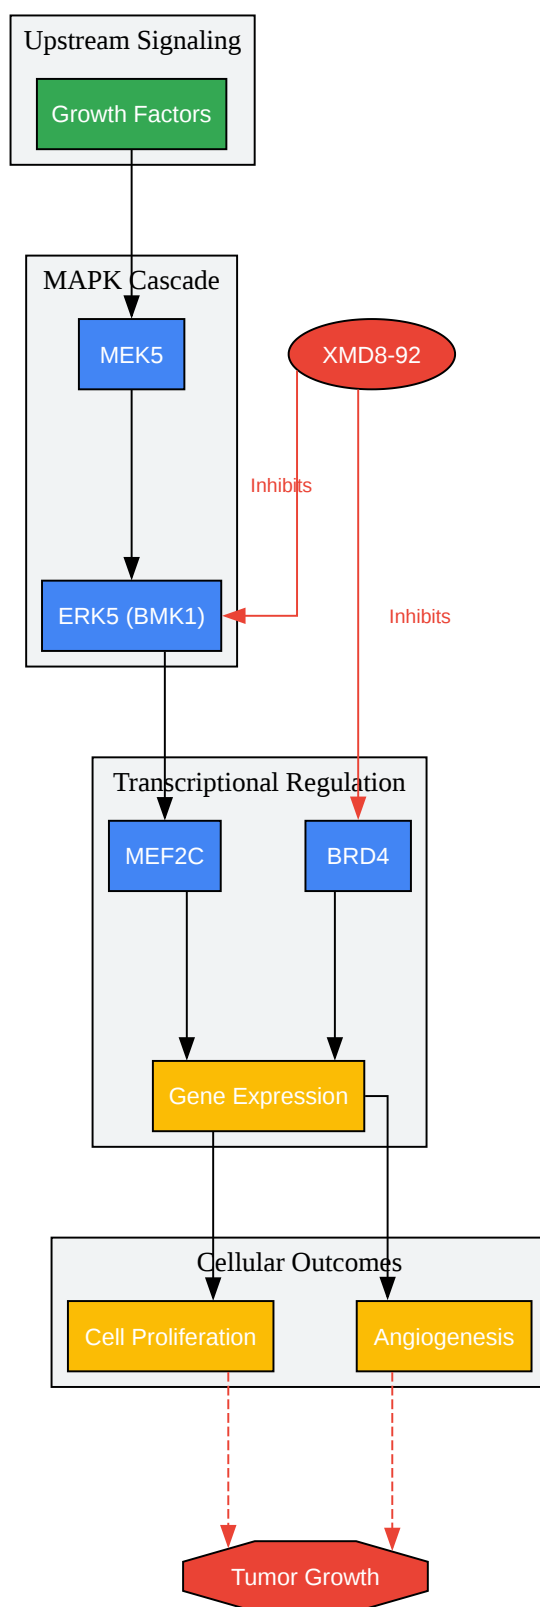 Upstream Signaling
Growth Factors
MAPK Cascade
MEK5
XMD8-92
Inhibits
ERK5 (BMK1)
Inhibits
Transcriptional Regulation
MEF2C
BRD4
Gene Expression
Cellular Outcomes
Cell Proliferation
Angiogenesis
Tumor Growth